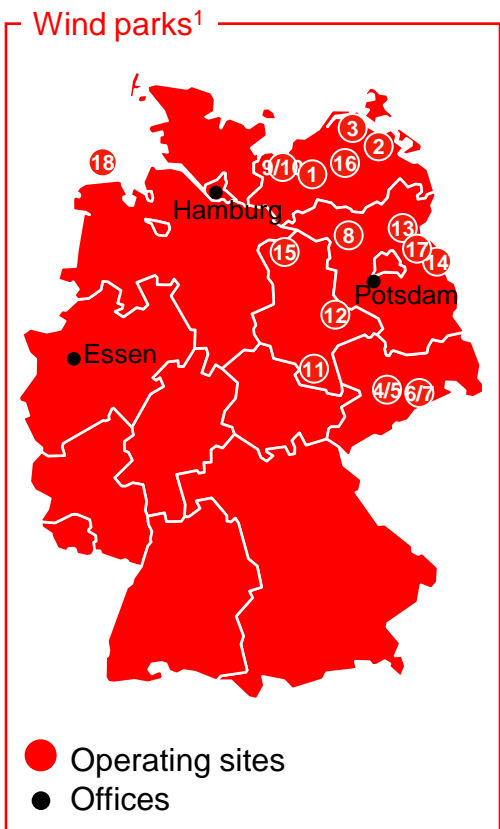 Wind parks¹
3
2
18
9/1
1
16
Hamburg
13
8
17
15
14
Potsdam
12
Essen
11
4/5
6/7
Operating sites
Offices